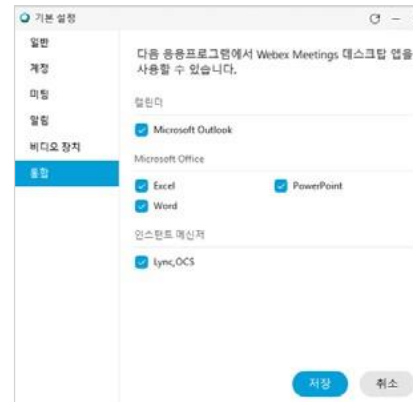 기본 설정
일반
계정
미팅
알림
비디오 장치
통합
다음 응용프로그램에서 Webex Meetings 데스크탑 앱을
사용할 수 있습니다.
캘린더
Microsoft Outlook
Microsoft Office
Excel
PowerPoint
Word
인스턴트 메신저
Lync,OCS
저장
취소